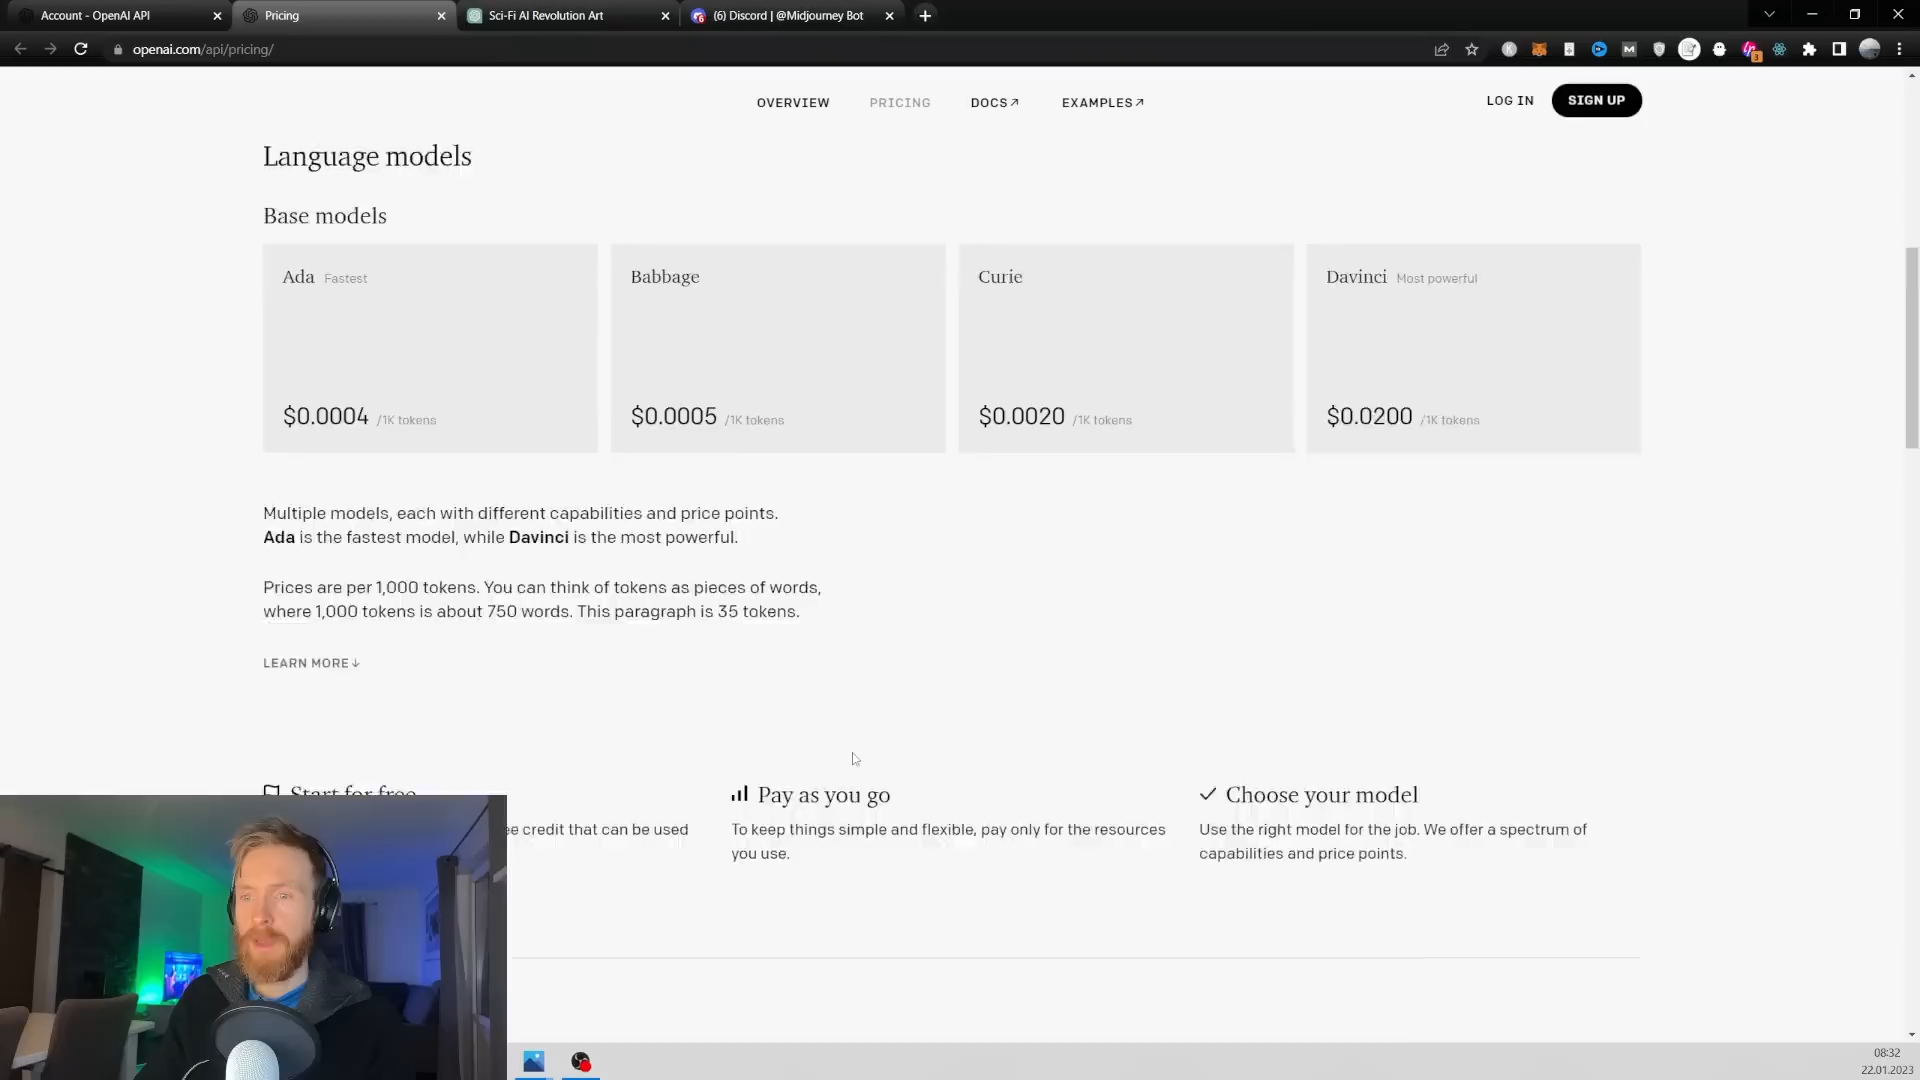 Account - OpenAI API
Pricing
Sci-Fi AI Revolution Art
(6) Discord | @Midjourney Bot
openai.com/api/pricing/
3
OVERVIEW
PRICING
DOCS↗
EXAMPLES↗
LOG IN
SIGN UP
Language models
Base models
Ada Fastest
Babbage
Curie
Davinci Most powerful
$0.0004 /1K tokens
$0.0005 /1K tokens
$0.0020 /1K tokens
$0.0200 /1K tokens
Multiple models, each with different capabilities and price points.
Ada is the fastest model, while Davinci is the most powerful.
Prices are per 1,000 tokens. You can think of tokens as pieces of words,
where 1,000 tokens is about 750 words. This paragraph is 35 tokens.
LEARN MORE↓
Start for free
credit that can be used
Pay as you go
To keep things simple and flexible, pay only for the resources
you use.
Choose your model
Use the right model for the job. We offer a spectrum of
capabilities and price points.
08:32
22.01.2023